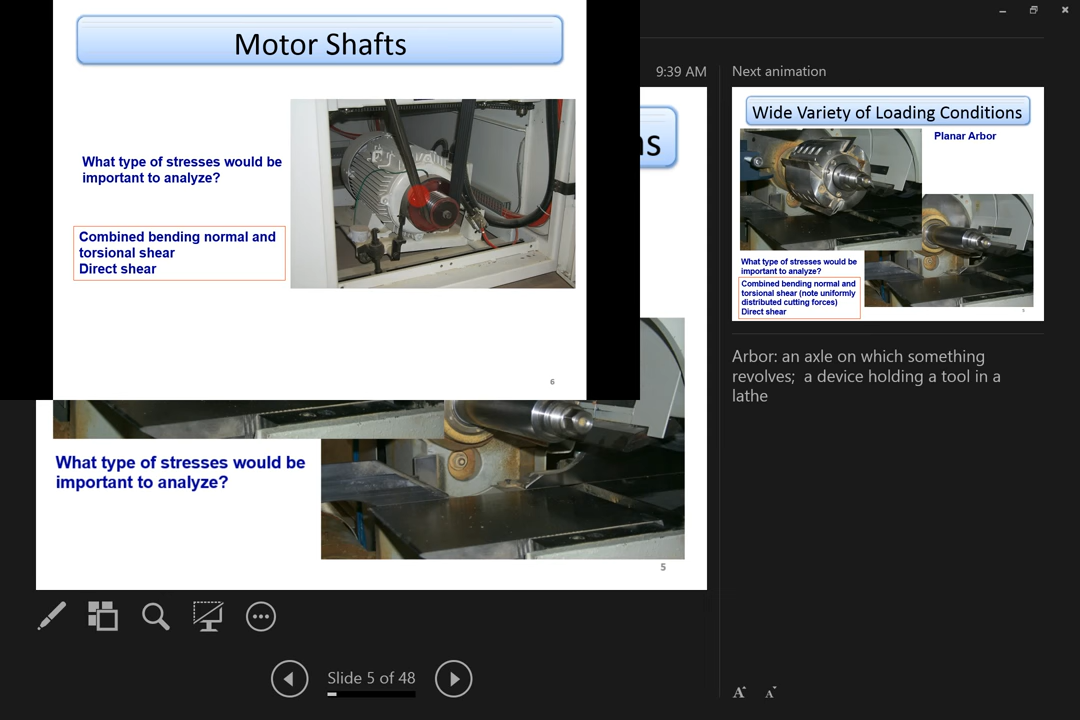 Motor Shafts
What type of stresses would be
important to analyze?
Combined bending normal and
torsional shear
Direct shear
6
9:39 AM
ns
What type of stresses would be
important to analyze?
5
Slide 5 of 48
Next animation
Wide Variety of Loading Conditions
Planar Arbor
What type of stresses would be
important to analyze?
Combined bending normal and
torsional shear (note uniformly
distributed cutting forces)
Direct shear
5
Arbor: an axle on which something
revolves;  a device holding a tool in a
lathe
A A